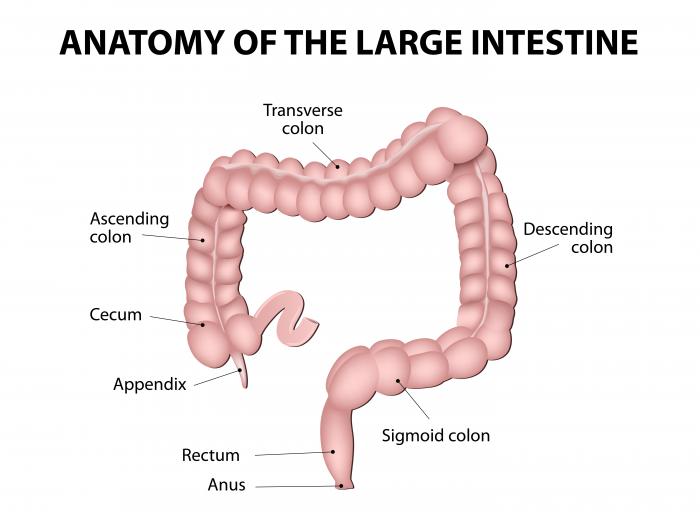 ANATOMY OF THE LARGE INTESTINE
Transverse
colon
Ascending
colon
Descending
colon
Cecum
Appendix
Sigmoid colon
Rectum
Anus